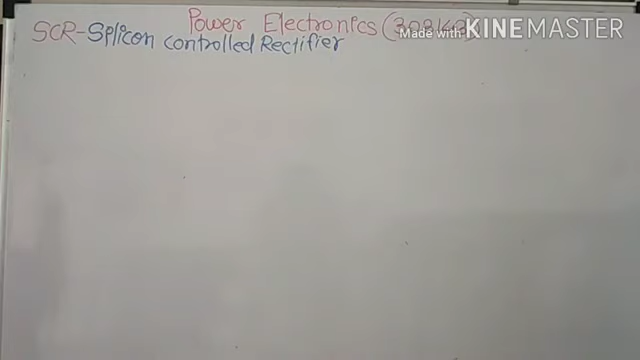 Power Electronics
Made with KINEMASTER
SCR-Silicon controlled Rectifier